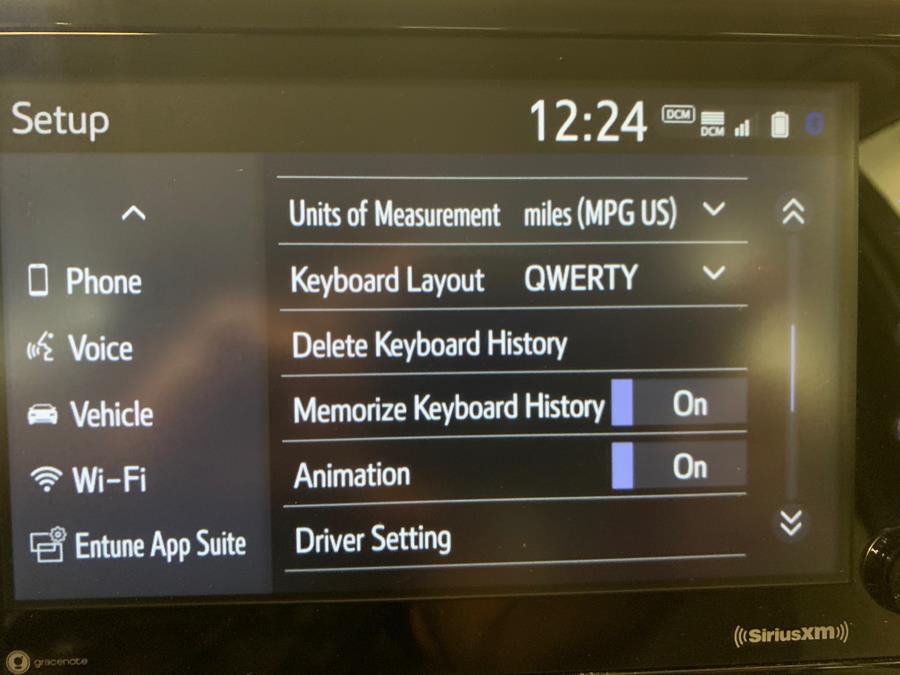 Setup
12:24
DCM
DCM
Units of Measurement miles (MPG US)
Keyboard Layout QWERTY
Delete Keyboard History
Memorize Keyboard History On
Animation On
Driver Setting
Phone
Voice
Vehicle
Wi-Fi
Entune App Suite
((SiriusXM))
g gracenote